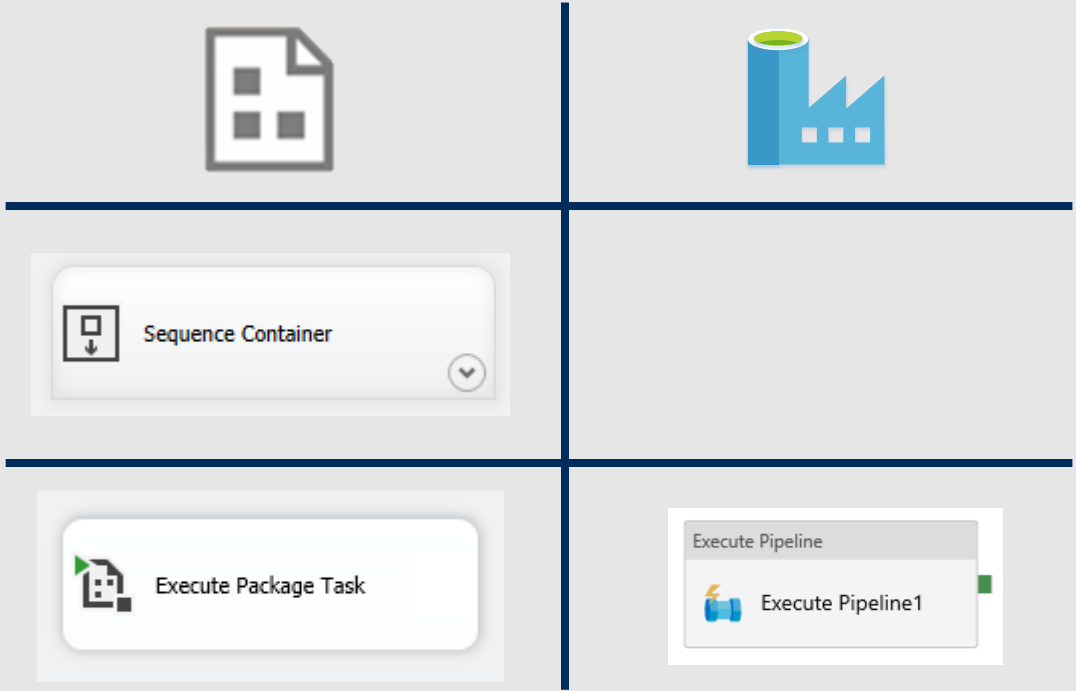 Sequence Container
Execute Package Task
Execute Pipeline
Execute Pipeline1